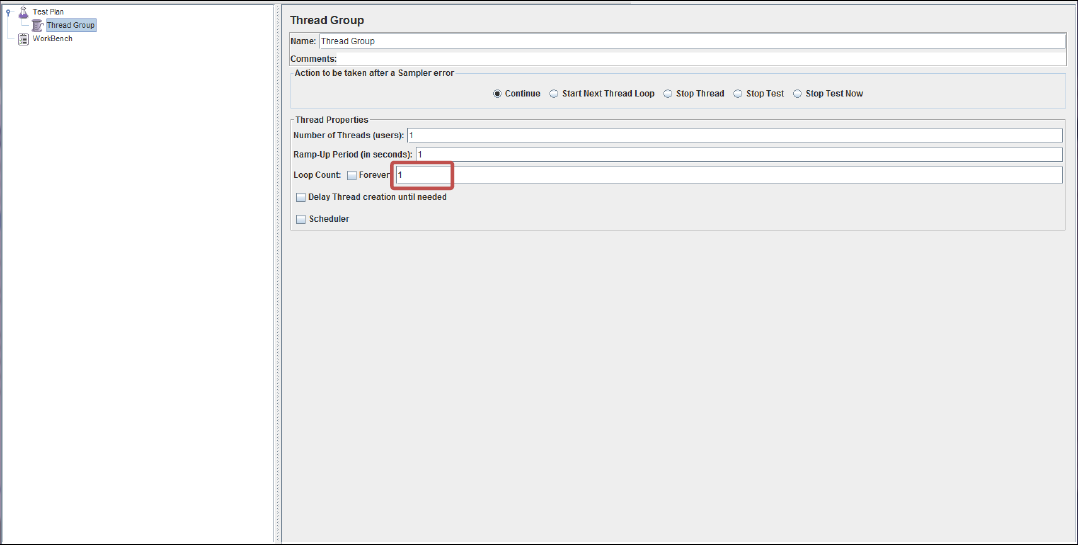 Test Plan
Thread Group
WorkBench
Thread Group
Name: Thread Group
Comments:
Action to be taken after a Sampler error
Continue Start Next Thread Loop Stop Thread Stop Test Stop Test Now
Thread Properties
Number of Threads (users): 1
Ramp-Up Period (in seconds): 1
Loop Count: Forever 1
Delay Thread creation until needed
Scheduler